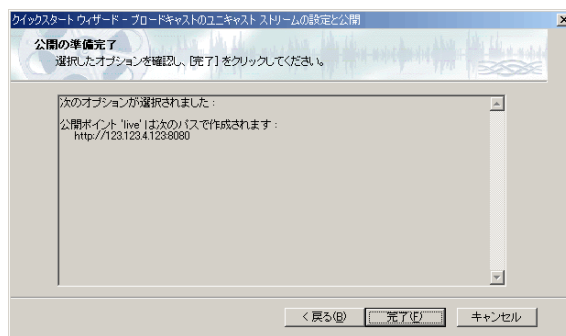 クイックスタート ウィザード - ブロードキャストのユニキャスト ストリームの設定と公開
公開の準備完了
選択したオプションを確認し、[完了] をクリックしてください。
次のオプションが選択されました :
公開ポイント 'live' は次のパスで作成されます :
http://123.123.4.123:8080
< 戻る(B)
完了(F)
キャンセル